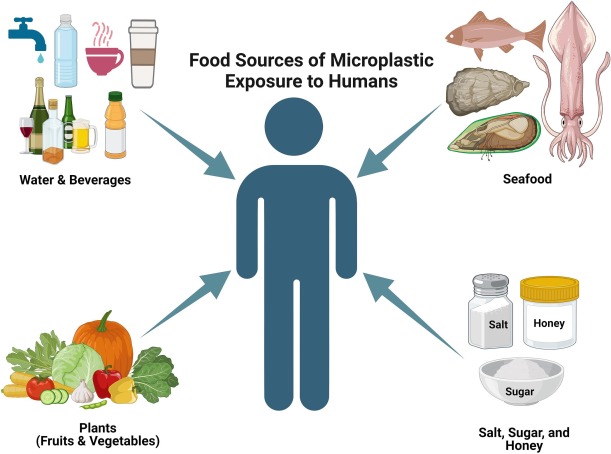 Food Sources of Microplastic
Exposure to Humans
Water & Beverages
Seafood
Salt
Honey
Sugar
Plants
(Fruits & Vegetables)
Salt, Sugar, and
Honey